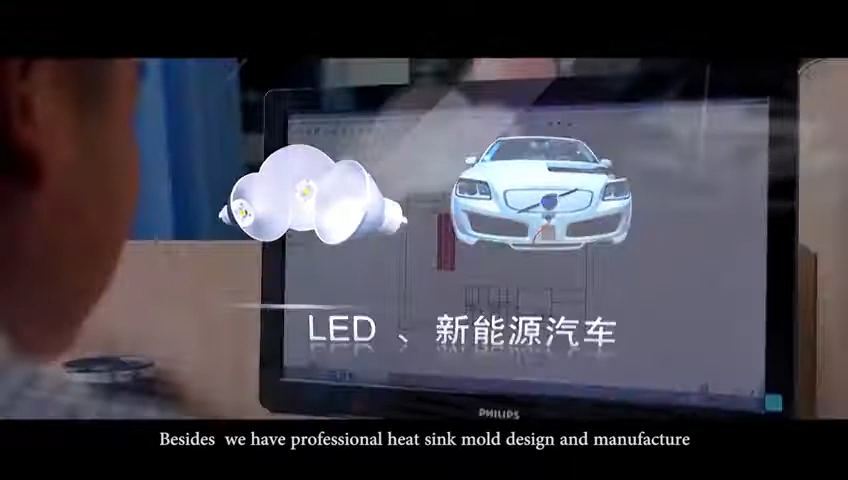 LED 、新能源汽车
PHILIPS
Besides we have professional heat sink mold design and manufacture